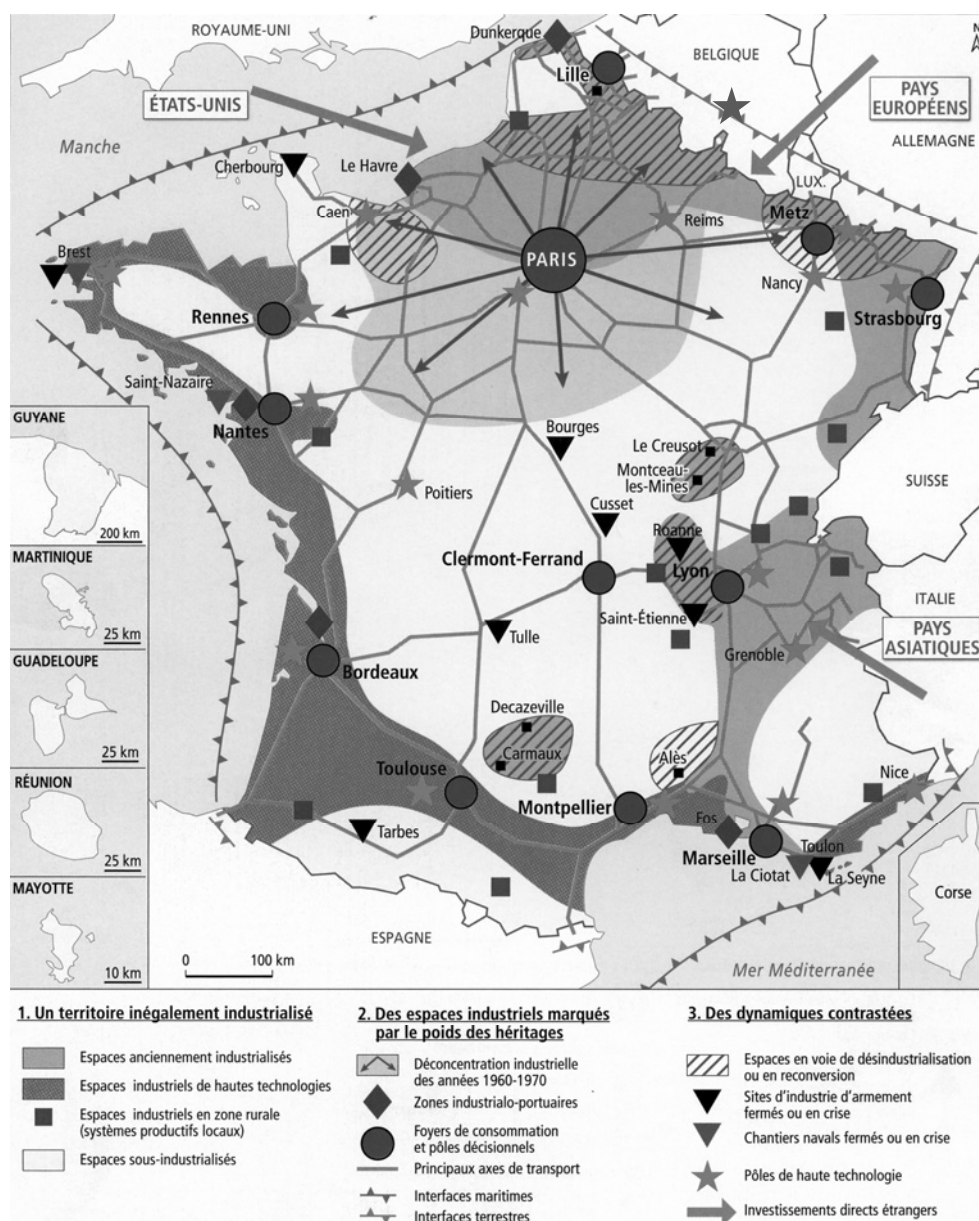 ROYAUME-UNI
Dunkerque
BELGIQUE
N
Lille
ÉTATS-UNIS
PAYS
EUROPÉENS
ALLEMAGNE
Manche
Cherbourg
Le Havre
LUX.
Caen
Reims
Metz
Brest
PARIS
Nancy
Rennes
Strasbourg
Saint-Nazaire
Nantes
GUYANE
200 km
Bourges
Le Creusot
Montceau-
les-Mines
SUISSE
Poitiers
Cusset
Roanne
MARTINIQUE
25 km
Clermont-Ferrand
Lyon
ITALIE
Saint-Étienne
Tulle
PAYS
ASIATIQUES
Grenoble
GUADELOUPE
25 km
Bordeaux
Decazeville
Carmaux
Alès
RÉUNION
25 km
Toulouse
Montpellier
Nice
Fos
Tarbes
Marseille
Toulon
La Ciotat
La Seyne
MAYOTTE
10 km
Corse
ESPAGNE
0
100 km
Mer Méditerranée
1. Un territoire inégalement industrialisé
Espaces anciennement industrialisés
Espaces industriels de hautes technologies
Espaces industriels en zone rurale
(systèmes productifs locaux)
Espaces sous-industrialisés
2. Des espaces industriels marqués
par le poids des héritages
Déconcentration industrielle
des années 1960-1970
Zones industrialo-portuaires
Foyers de consommation
et pôles décisionnels
Principaux axes de transport
Interfaces maritimes
Interfaces terrestres
3. Des dynamiques contrastées
Espaces en voie de désindustrialisation
ou en reconversion
Sites d'industrie d'armement
fermés ou en crise
Chantiers navals fermés ou en crise
Pôles de haute technologie
Investissements directs étrangers